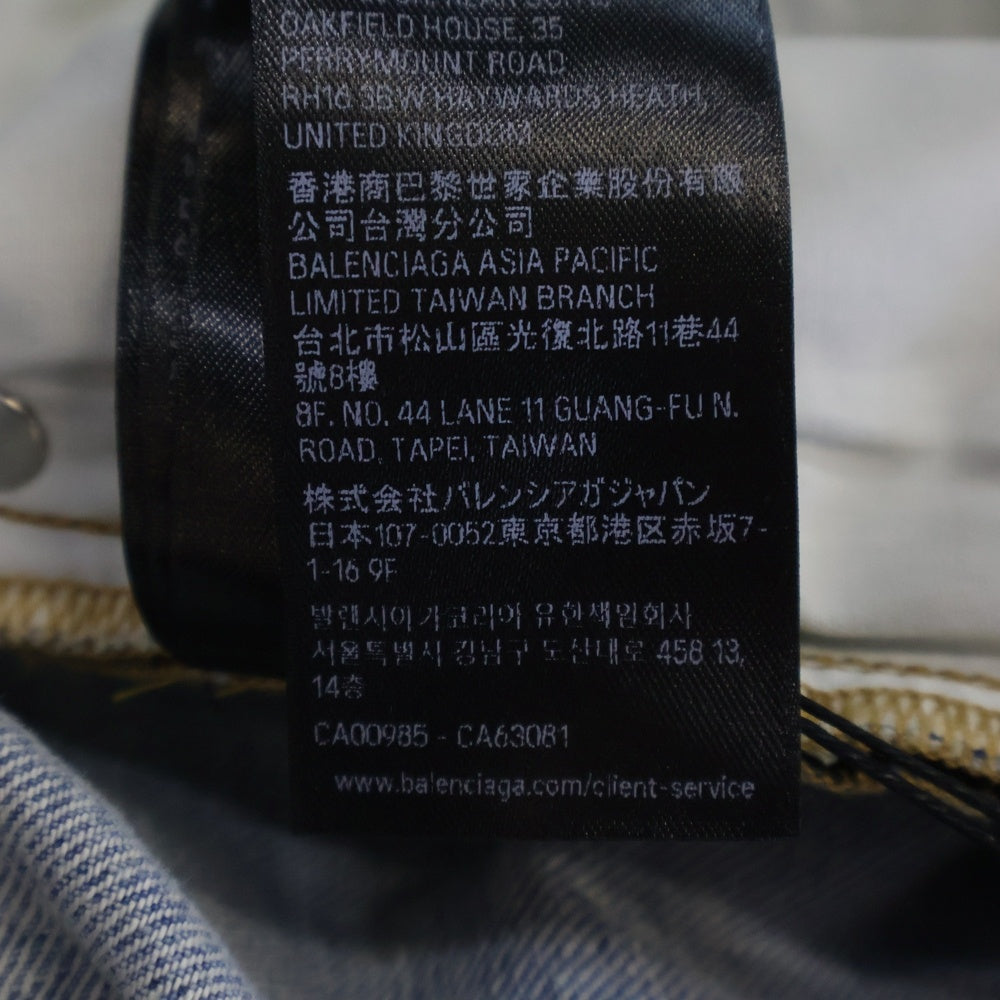 OAKFIELD HOUSE, 35
PERRYMOUNT ROAD
RH16 3BW HAYWARDS HEATH,
UNITED KINGDOM
香港商巴黎世家企業股份有限
公司台灣分公司
BALENCIAGA ASIA PACIFIC
LIMITED TAIWAN BRANCH
台北市松山區光復北路11巷44
號8樓
8F. NO. 44 LANE 11 GUANG-FU N.
ROAD, TAPEI, TAIWAN
株式会社バレンシアガジャパン
日本107-0052東京都港区赤坂7-
1-16 9F
발렌시아가코리아 유한책임회사
서울특별시 강남구 도산대로 458 13,
14층
CA00985 - CA63081
www.balenciaga.com/client-service